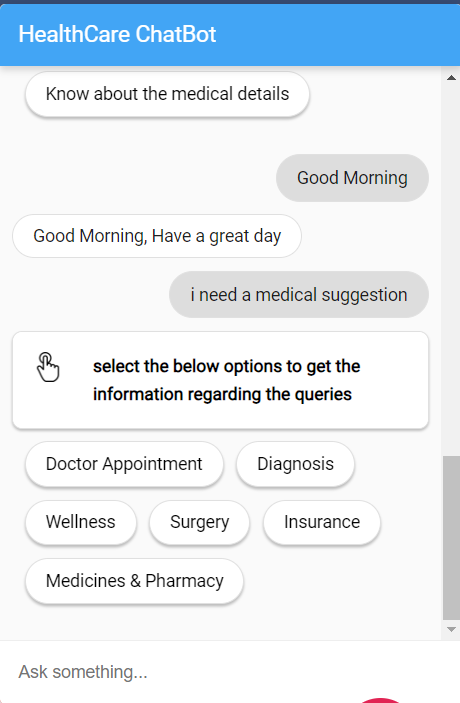 HealthCare ChatBot
Know about the medical details
Good Morning
Good Morning, Have a great day
i need a medical suggestion
select the below options to get the
information regarding the queries
Doctor Appointment
Diagnosis
Wellness
Surgery
Insurance
Medicines & Pharmacy
Ask something...